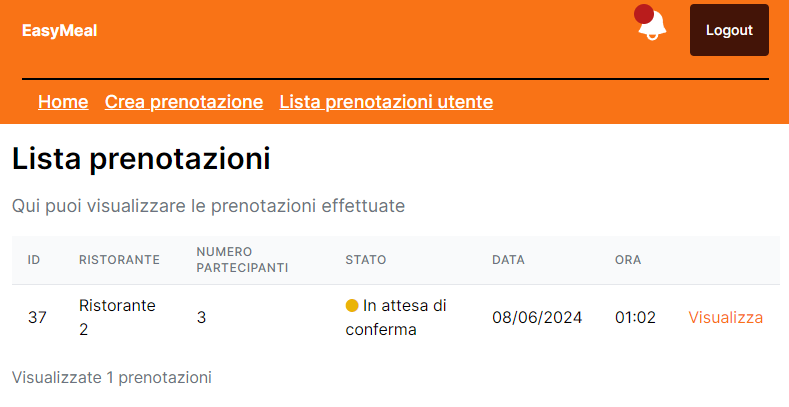 EasyMeal
Logout
Home Crea prenotazione Lista prenotazioni utente
Lista prenotazioni
Qui puoi visualizzare le prenotazioni effettuate
ID RISTORANTE NUMERO PARTECIPANTI STATO DATA ORA
37 Ristorante 2 3 In attesa di conferma 08/06/2024 01:02 Visualizza
Visualizzate 1 prenotazioni